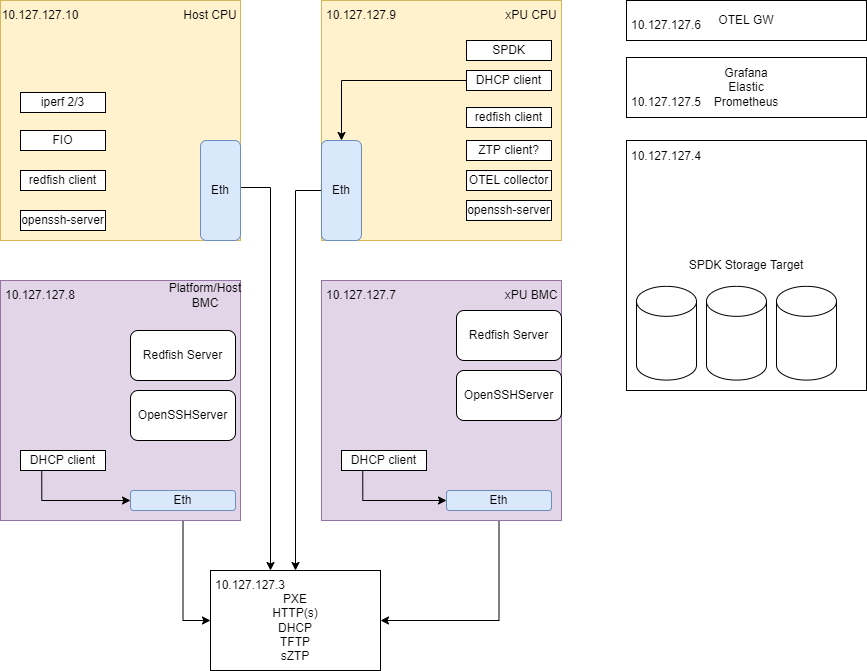 10.127.127.10
Host CPU
iperf 2/3
FIO
redfish client
openssh-server
Eth
10.127.127.9
xPU CPU
SPDK
DHCP client
redfish client
ZTP client?
OTEL collector
openssh-server
Eth
10.127.127.6
OTEL GW
Grafana
Elastic
10.127.127.5
Prometheus
10.127.127.4
SPDK Storage Target
10.127.127.8
Platform/Host
BMC
Redfish Server
OpenSSHServer
DHCP client
Eth
10.127.127.7
xPU BMC
Redfish Server
OpenSSHServer
DHCP client
Eth
10.127.127.3
PXE
HTTP(s)
DHCP
TFTP
sZTP